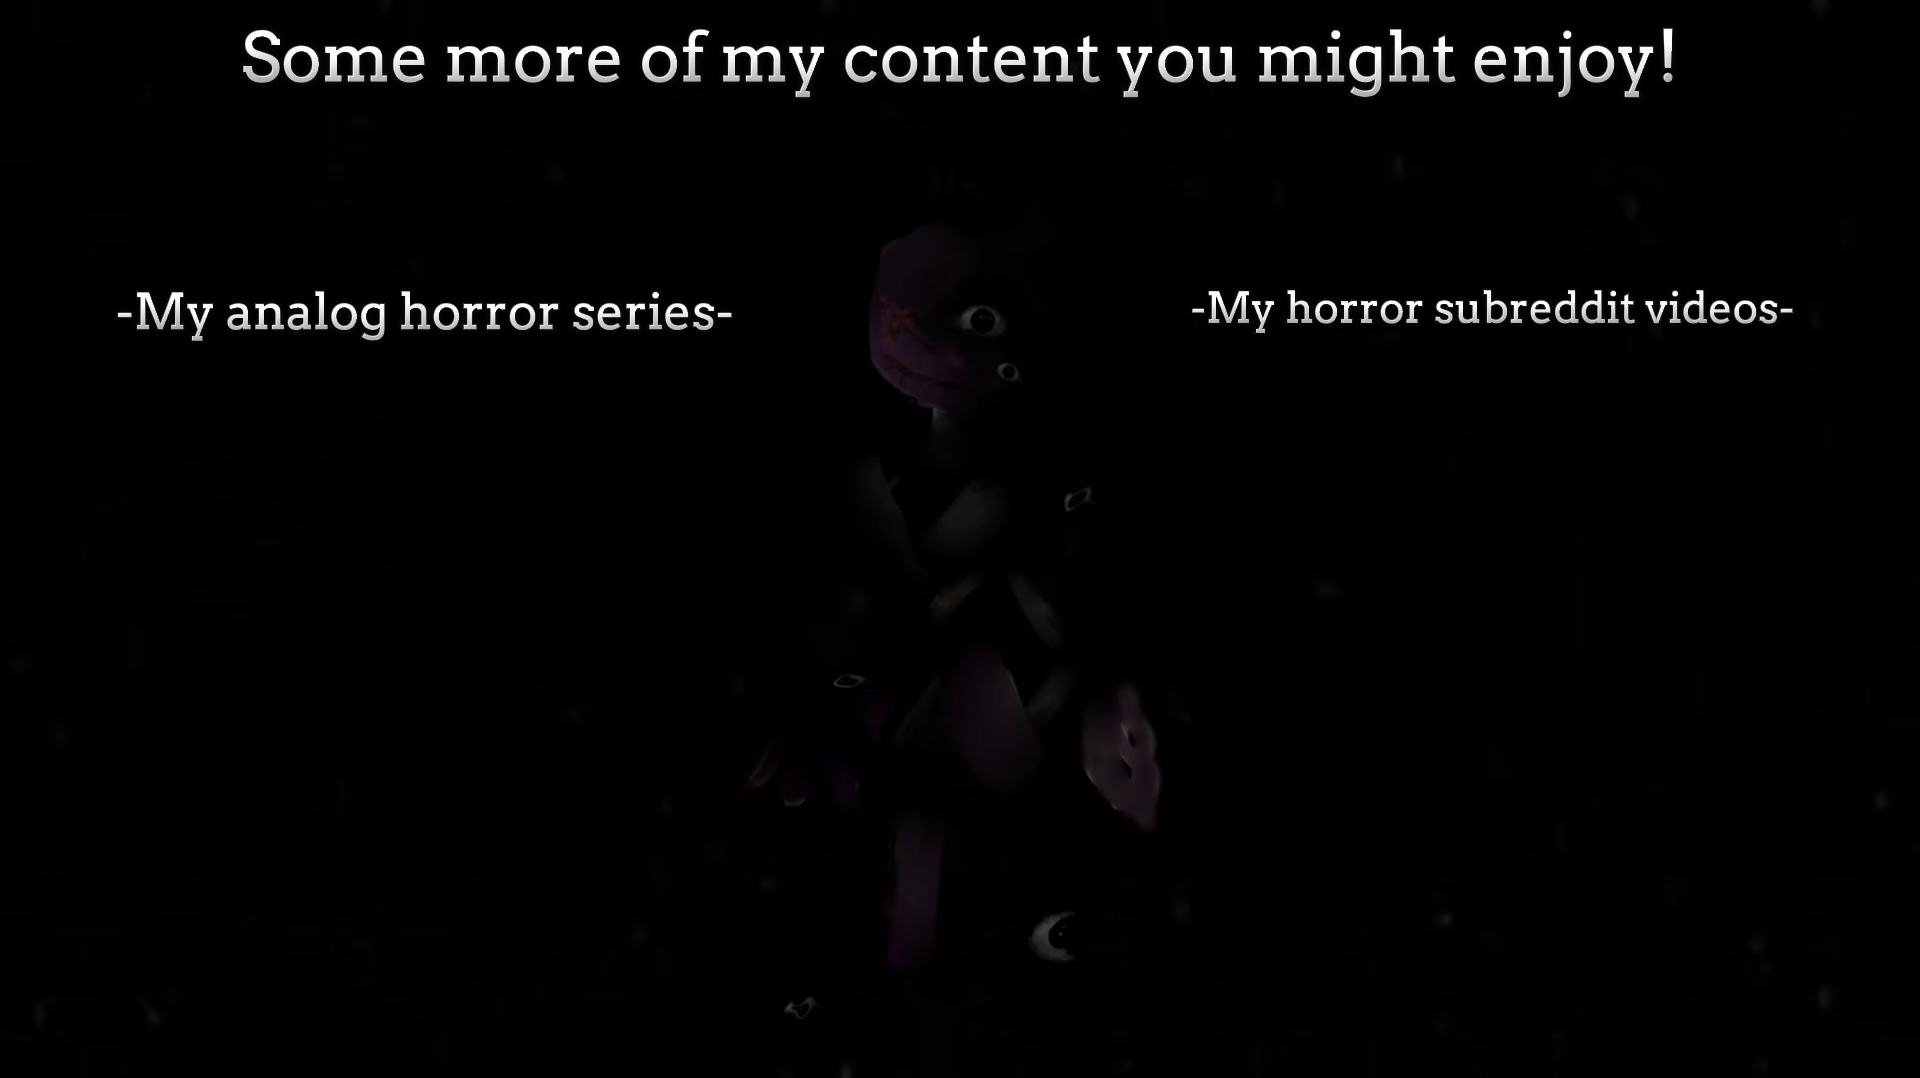 Some more of my content you might enjoy!
-My analog horror series-
-My horror subreddit videos-